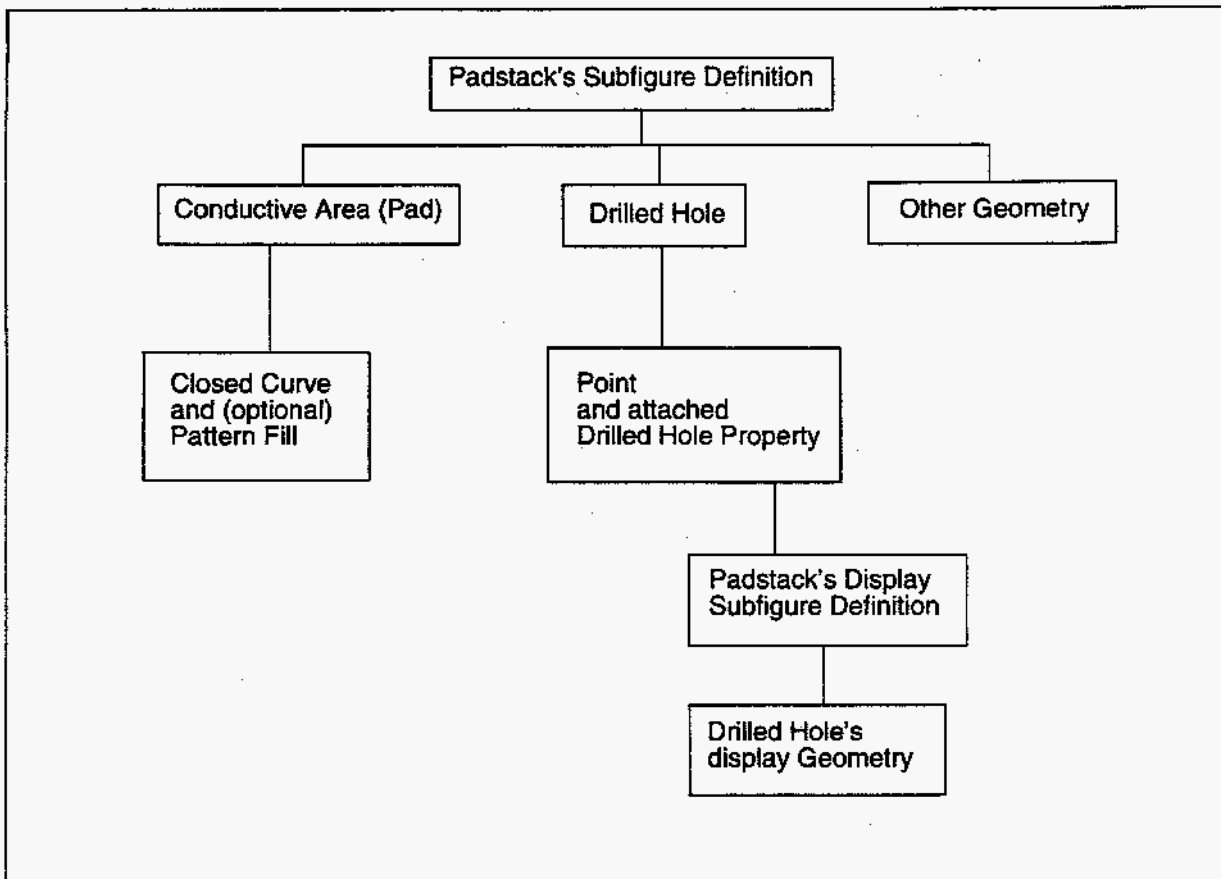 Padstack's Subfigure Definition
Conductive Area (Pad)
Drilled Hole
Other Geometry
Closed Curve
and (optional)
Pattern Fill
Point
and attached
Drilled Hole Property
Padstack's Display
Subfigure Definition
Drilled Hole's
display Geometry